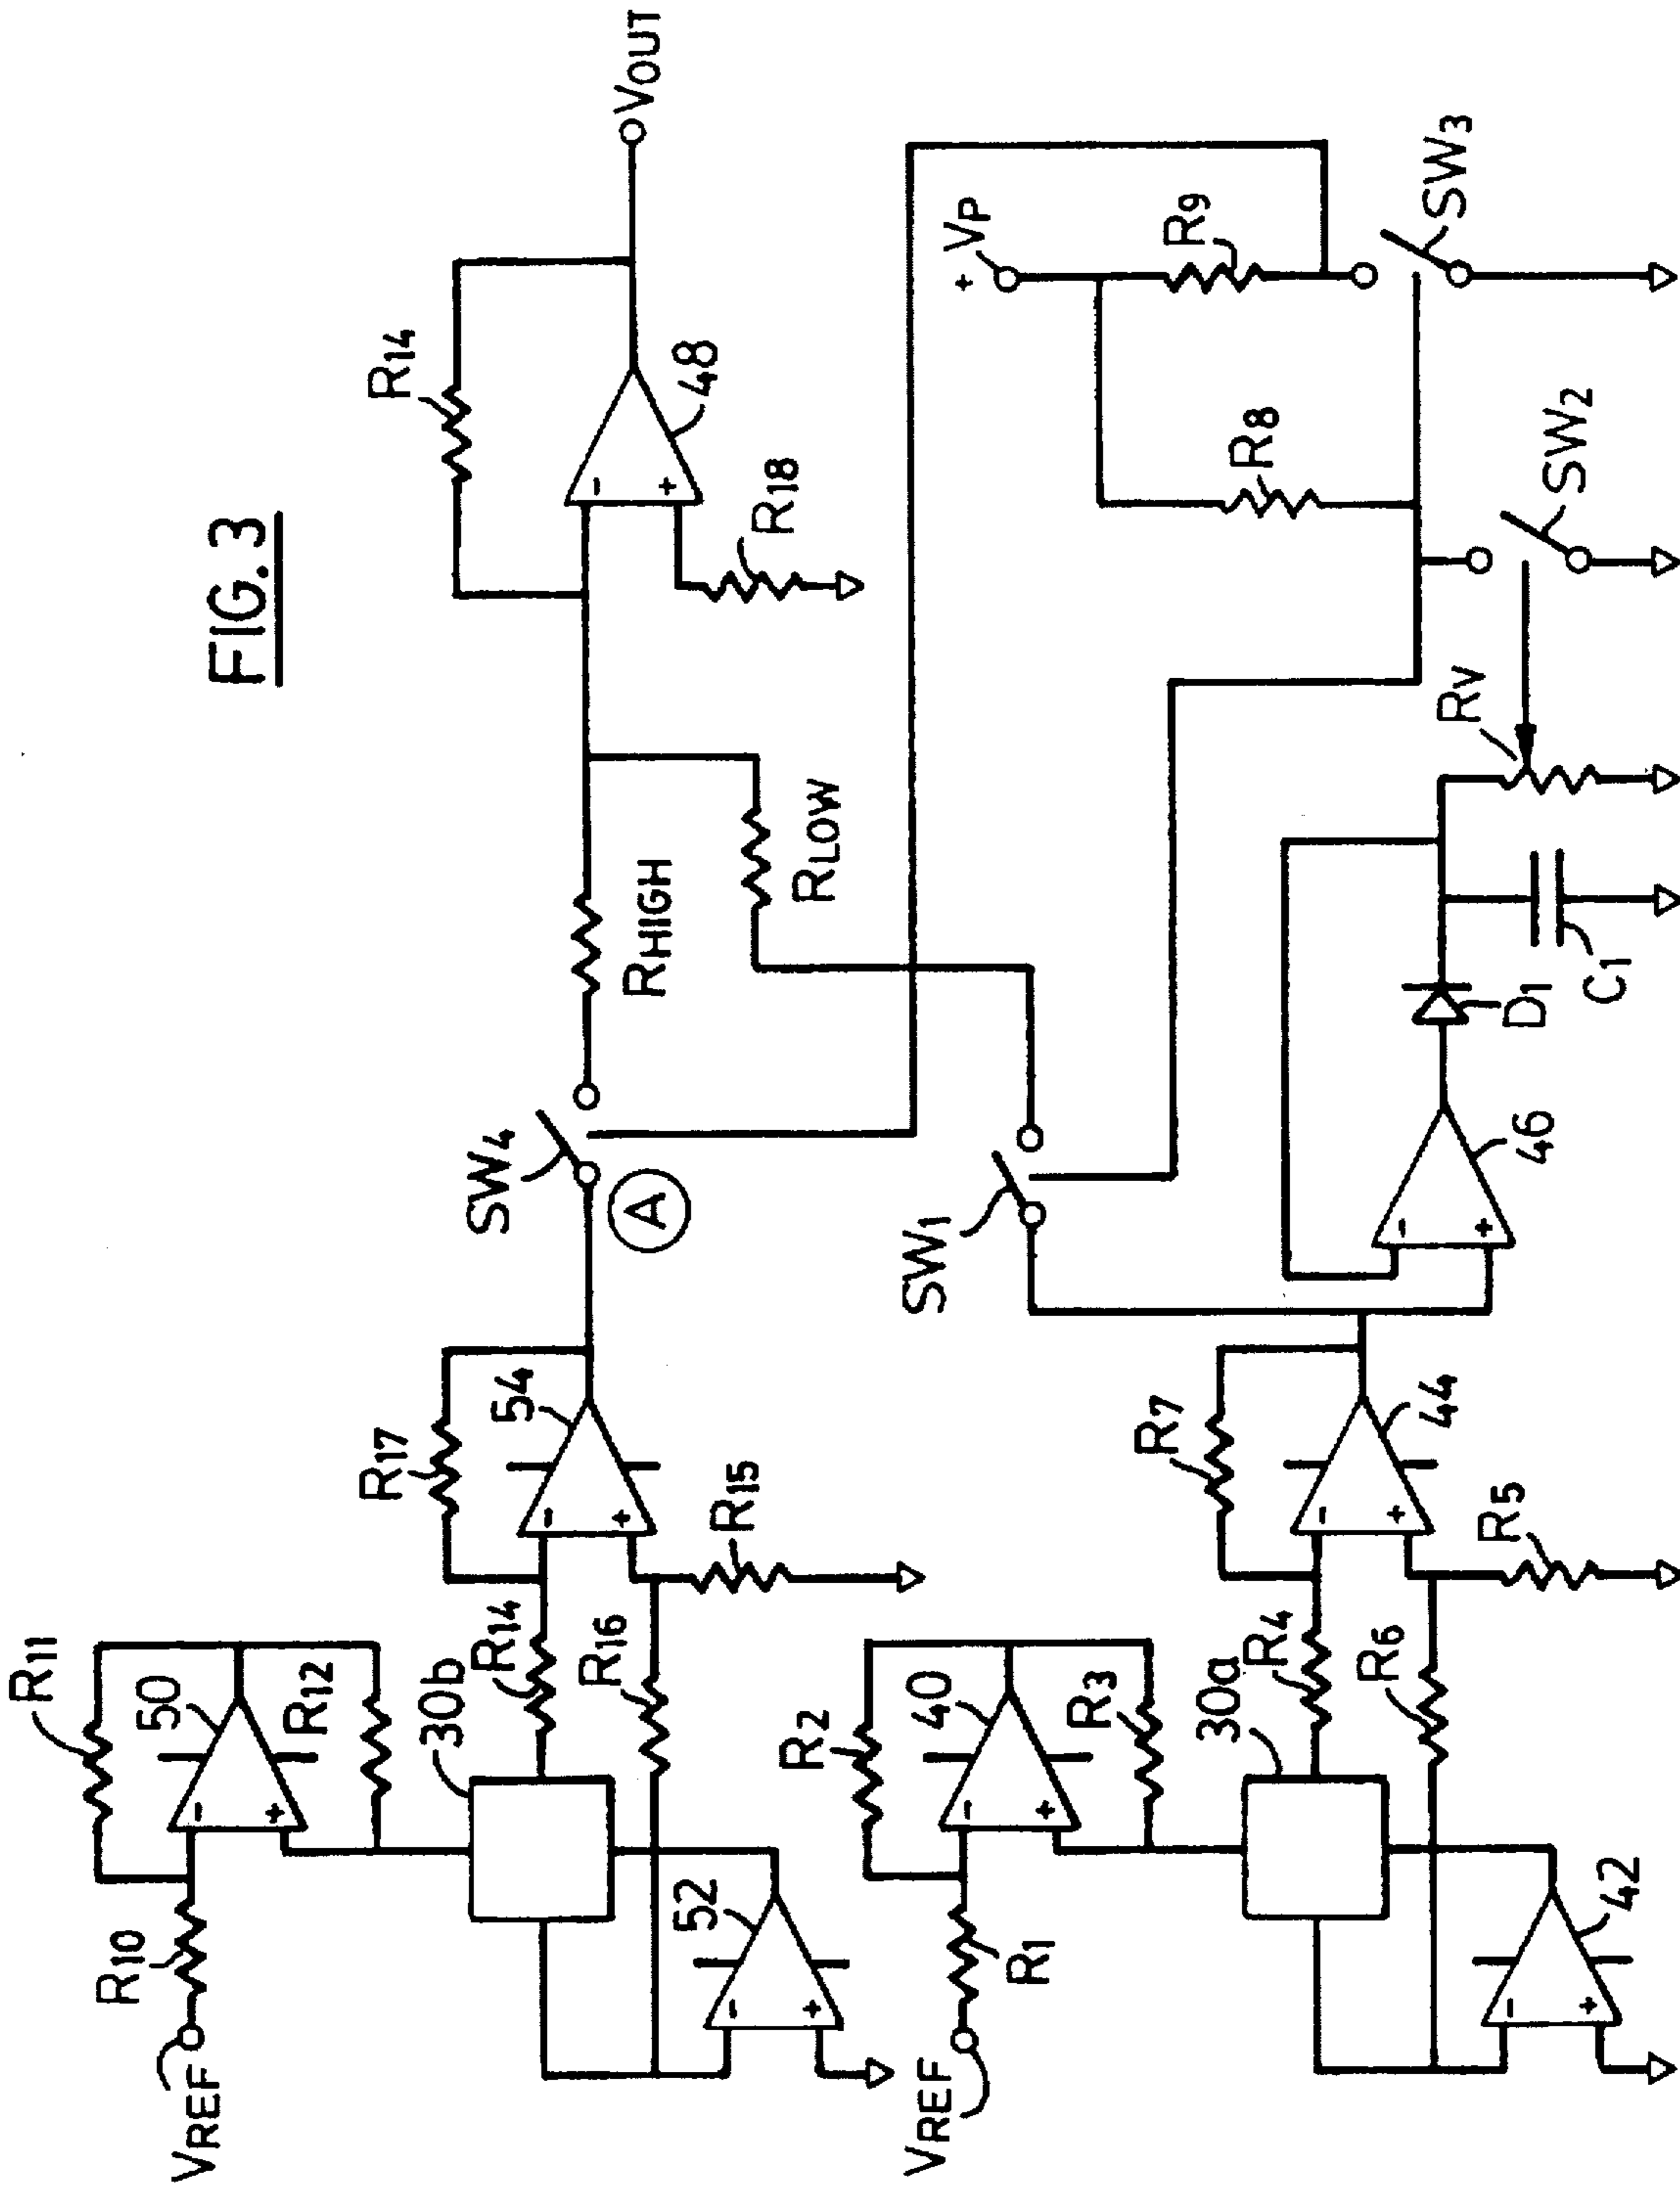 FIG. 3
R11
R10
50
R12
VREF
30b
R14
R16
52
R17
54
R15
SW4
A
RHIGH
RLOW
R14
48
R18
VOUT
R2
R1
40
R3
VREF
30a
R4
R6
42
R7
44
R5
SW1
46
D1
C1
RV
+ VP
R8
R9
SW2
SW3
- + - + - + - + - + - + - + - +